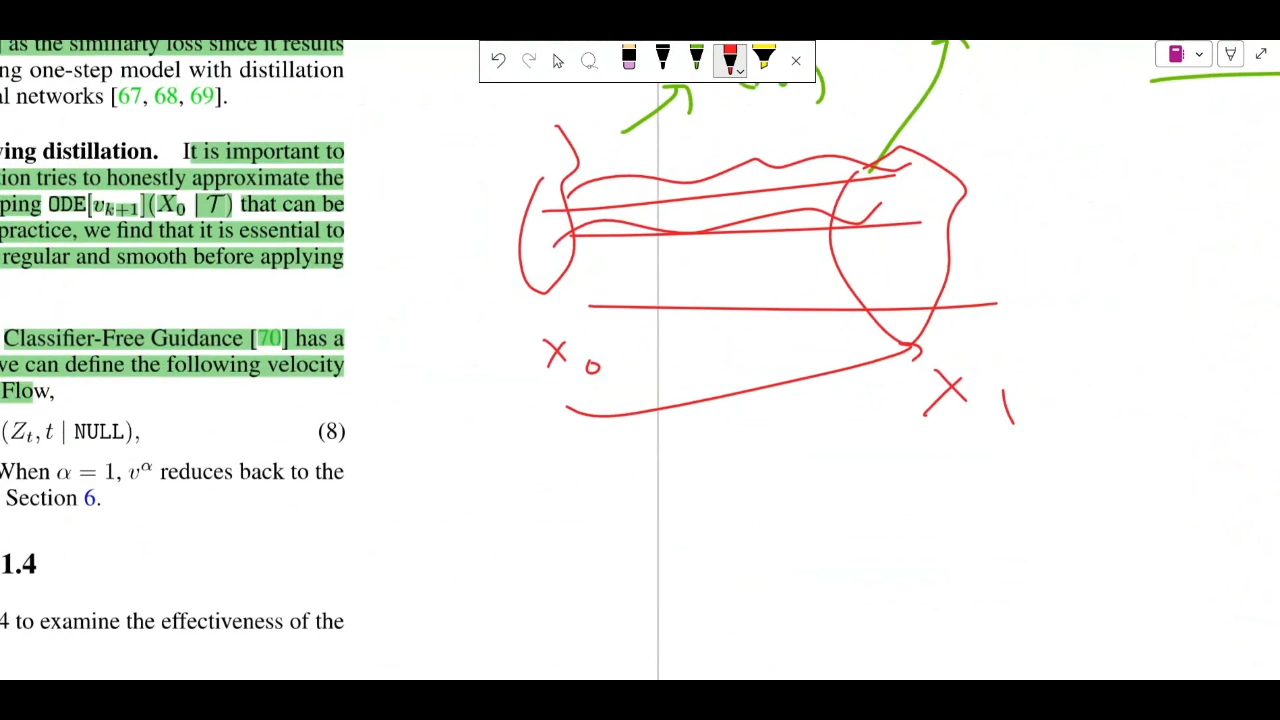 as the similarty loss since it results
ng one-step model with distillation
al networks [67, 68, 69].
ving distillation. It is important to
tion tries to honestly approximate the
ping ODE[v_{k+1}](X_0 | 𝒯) that can be
practice, we find that it is essential to
regular and smooth before applying
Classifier-Free Guidance [70] has a
we can define the following velocity
Flow,
(Z_t, t | NULL), (8)
When α = 1, v^α reduces back to the
Section 6.
1.4
4 to examine the effectiveness of the
X 0
X 1